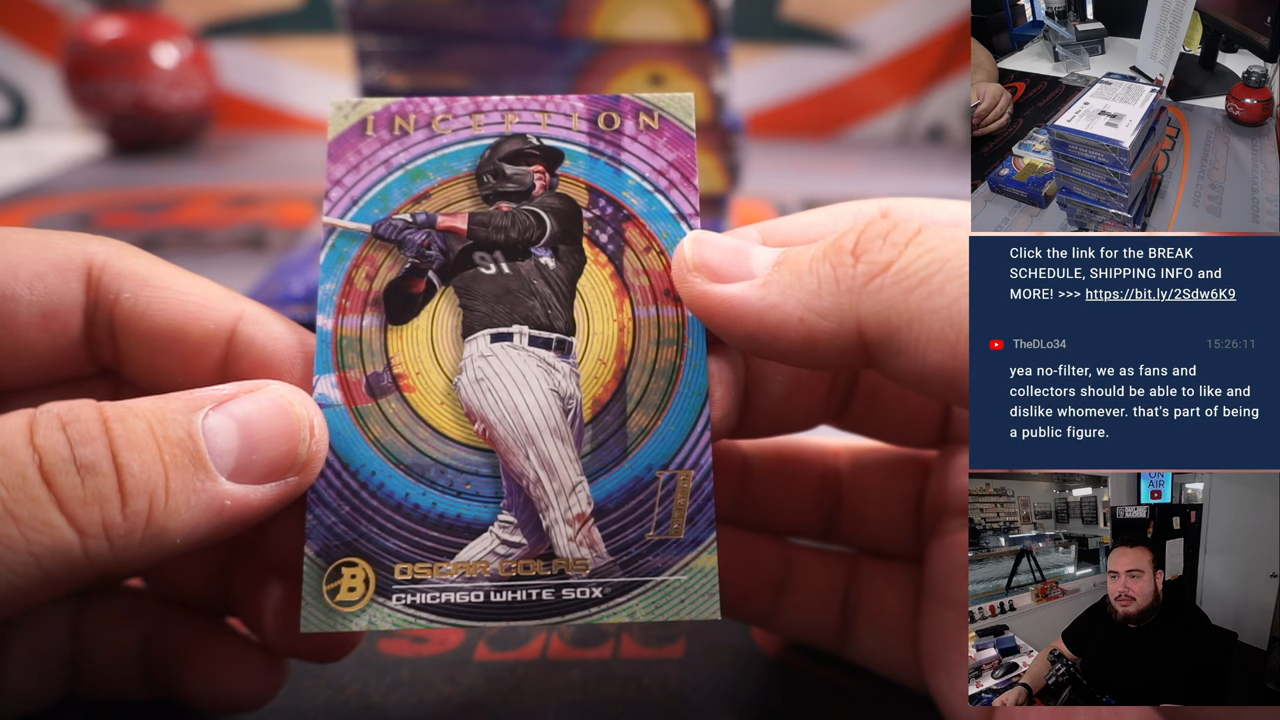 INCEPTION
91
B
OSCAR COLAS
CHICAGO WHITE SOX
Click the link for the BREAK
SCHEDULE, SHIPPING INFO and
MORE! >>> https://bit.ly/2Sdw6K9
TheDLo34 15:26:11
yea no-filter, we as fans and
collectors should be able to like and
dislike whomever. that's part of being
a public figure.
ON
AIR